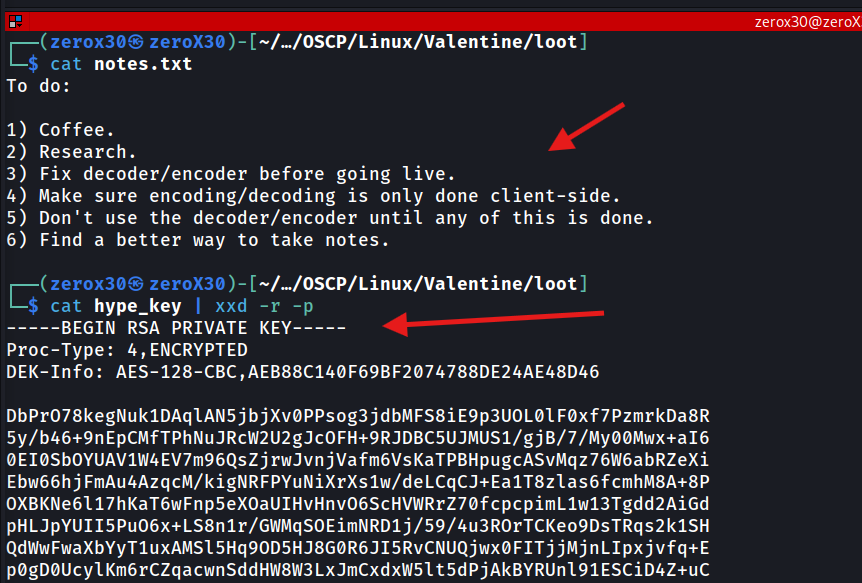 zerox30@zeroX
┌──(zerox30㉿zeroX30)-[~/…/OSCP/Linux/Valentine/loot]
└─$ cat notes.txt
To do:
1) Coffee.
2) Research.
3) Fix decoder/encoder before going live.
4) Make sure encoding/decoding is only done client-side.
5) Don't use the decoder/encoder until any of this is done.
6) Find a better way to take notes.
┌──(zerox30㉿zeroX30)-[~/…/OSCP/Linux/Valentine/loot]
└─$ cat hype_key | xxd -r -p
-----BEGIN RSA PRIVATE KEY-----
Proc-Type: 4,ENCRYPTED
DEK-Info: AES-128-CBC,AEB88C140F69BF2074788DE24AE48D46
DbPrO78kegNuk1DAqlAN5jbjXv0PPsog3jdbMFS8iE9p3UOL0lF0xf7PzmrkDa8R
5y/b46+9nEpCMfTPhNuJRcW2U2gJcOFH+9RJDBC5UJMUS1/gjB/7/My00Mwx+aI6
0EI0SbOYUAV1W4EV7m96QsZjrwJvnjVafm6VsKaTPBHpugcASvMqz76W6abRZeXi
Ebw66hjFmAu4AzqcM/kigNRFPYuNiXrXs1w/deLCqCJ+Ea1T8zlas6fcmhM8A+8P
OXBKNe6l17hKaT6wFnp5eXOaUIHvHnvO6ScHVWRrZ70fcpcpimL1w13Tgdd2AiGd
pHLJpYUII5PuO6x+LS8n1r/GWMqSOEimNRD1j/59/4u3ROrTCKeo9DsTRqs2k1SH
QdWwFwaXbYyT1uxAMSl5Hq9OD5HJ8G0R6JI5RvCNUQjwx0FITjjMjnLIpxjvfq+E
p0gD0UcylKm6rCZqacwnSddHW8W3LxJmCxdxW5lt5dPjAkBYRUnl91ESCiD4Z+uC